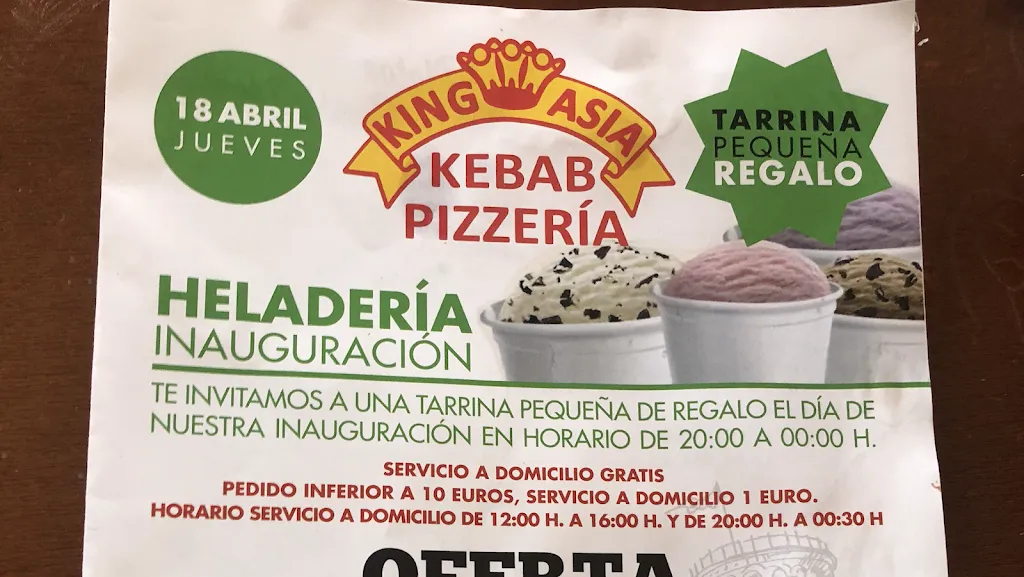 18 ABRIL
JUEVES
KING ASIA
KEBAB
PIZZERÍA
TARRINA
PEQUEÑA
REGALO
HELADERÍA
INAUGURACIÓN
TE INVITAMOS A UNA TARRINA PEQUEÑA DE REGALO EL DÍA DE
NUESTRA INAUGURACIÓN EN HORARIO DE 20:00 A 00:00 H.
SERVICIO A DOMICILIO GRATIS
PEDIDO INFERIOR A 10 EUROS, SERVICIO A DOMICILIO 1 EURO.
HORARIO SERVICIO A DOMICILIO DE 12:00 H. A 16:00 H. Y DE 20:00 H. A 00:30 H
OFERTA